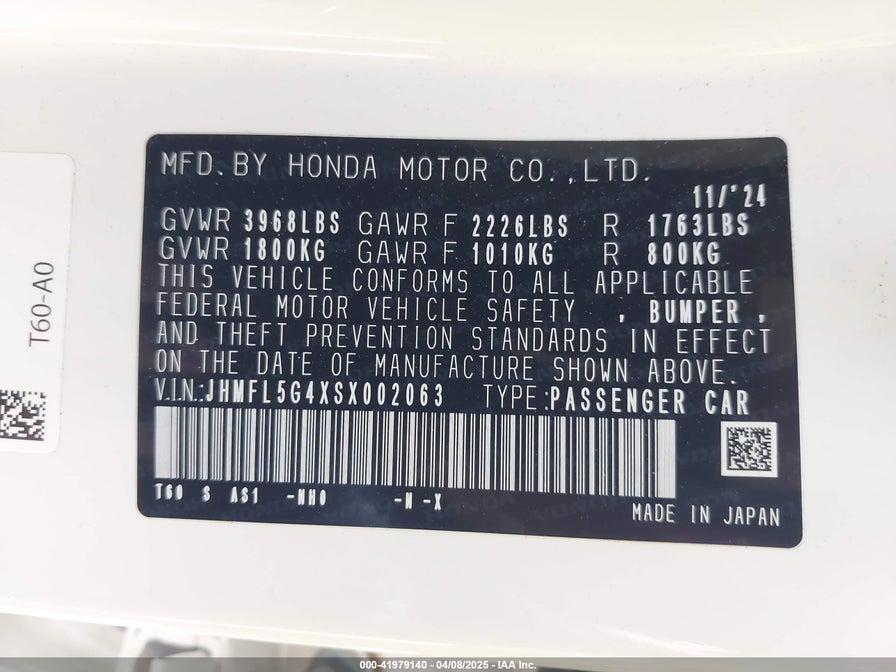 MFD. BY HONDA MOTOR CO.,LTD.
11/'24
GVWR 3968LBS GAWR F 2226LBS R 1763LBS
GVWR 1800KG GAWR F 1010KG R 800KG
THIS VEHICLE CONFORMS TO ALL APPLICABLE
FEDERAL MOTOR VEHICLE SAFETY , BUMPER ,
AND THEFT PREVENTION STANDARDS IN EFFECT
ON THE DATE OF MANUFACTURE SHOWN ABOVE.
V.I.N.:JHMFL5G4XSX002063 TYPE:PASSENGER CAR
T60 S AS1 -NH0 -N -X
MADE IN JAPAN
T60-A0
000-41979140 - 04/08/2025 - IAA Inc.